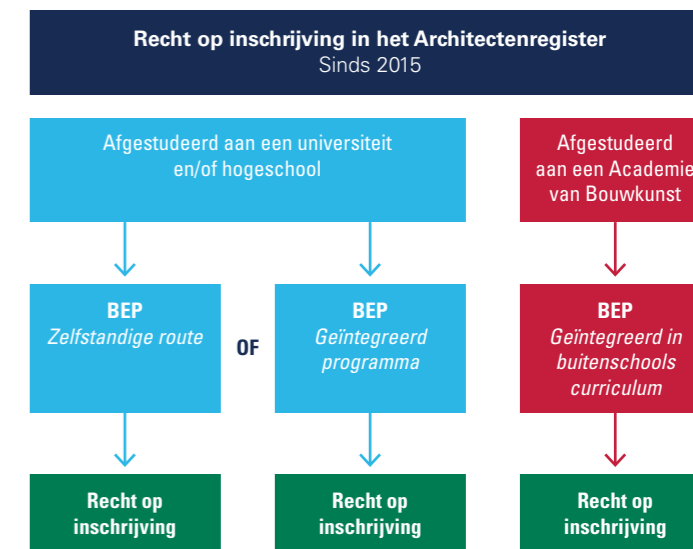 Recht op inschrijving in het Architectenregister
Sinds 2015
Afgestudeerd aan een universiteit
en/of hogeschool
Afgestudeerd
aan een Academie
van Bouwkunst
BEP
Zelfstandige route
OF
BEP
Geïntegreerd
programma
BEP
Geïntegreerd in
buitenschools
curriculum
Recht op
inschrijving
Recht op
inschrijving
Recht op
inschrijving